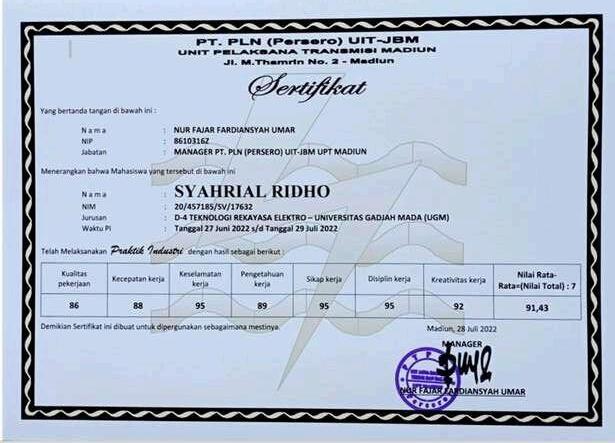 PT. PLN (Persero) UIT-JBM
UNIT PELAKSANA TRANSMISI MADIUN
Jl. M.Thamrin No. 2 - Madiun
Sertifikat
Yang bertanda tangan di bawah ini :
Nama : NUR FAJAR FARDIANSYAH UMAR
NIP : 8610316Z
Jabatan : MANAGER PT. PLN (PERSERO) UIT-JBM UPT MADIUN
Menerangkan bahwa Mahasiswa yang tersebut di bawah ini
Nama : SYAHRIAL RIDHO
NIM : 20/457185/SV/17632
Jurusan : D-4 TEKNOLOGI REKAYASA ELEKTRO – UNIVERSITAS GADJAH MADA (UGM)
Waktu PI : Tanggal 27 Juni 2022 s/d Tanggal 29 Juli 2022
Telah Melaksanakan Praktik Industri dengan hasil sebagai berikut :
Kualitas pekerjaan Kecepatan kerja Keselamatan kerja Pengetahuan kerja Sikap kerja Disiplin kerja Kreativitas kerja Nilai Rata-Rata=(Nilai Total) : 7
86 88 95 89 95 95 92 91,43
Demikian Sertifikat ini dibuat untuk dipergunakan sebagaimana mestinya.
Madiun, 28 Juli 2022
MANAGER
NUR FAJAR FARDIANSYAH UMAR